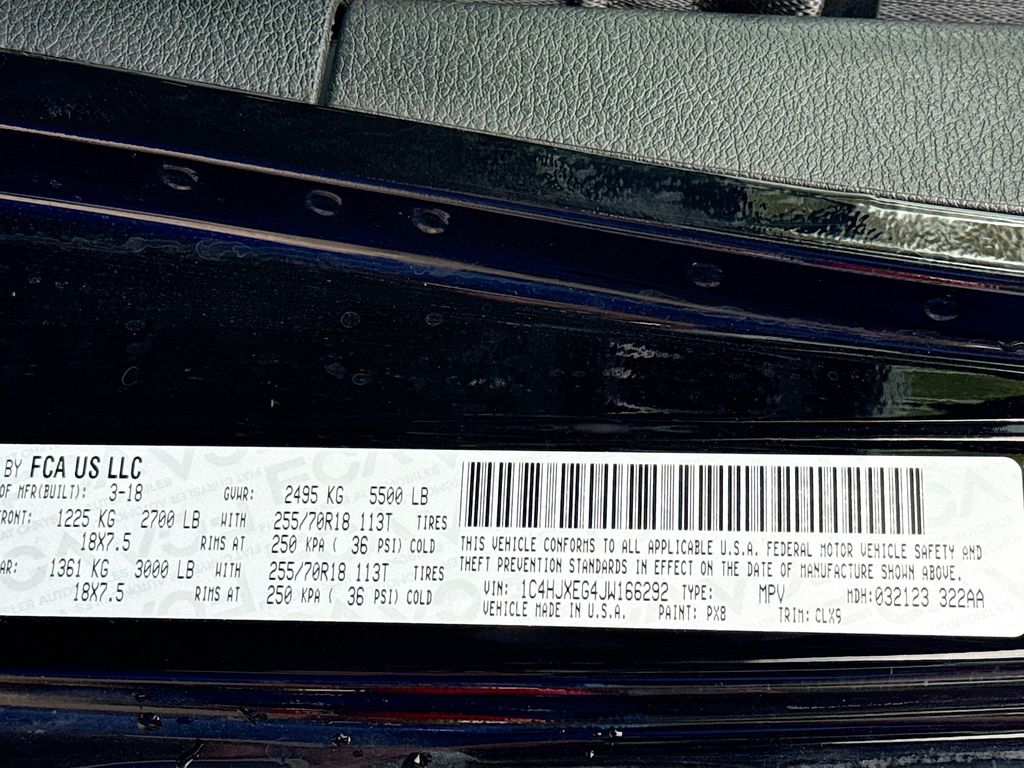 BY FCA US LLC
OF MFR(BUILT): 3-18 GVWR: 2495 KG 5500 LB
FRONT: 1225 KG 2700 LB WITH 255/70R18 113T TIRES
18X7.5 RIMS AT 250 KPA ( 36 PSI) COLD
AR: 1361 KG 3000 LB WITH 255/70R18 113T TIRES
18X7.5 RIMS AT 250 KPA ( 36 PSI) COLD
THIS VEHICLE CONFORMS TO ALL APPLICABLE U.S.A. FEDERAL MOTOR VEHICLE SAFETY AND
THEFT PREVENTION STANDARDS IN EFFECT ON THE DATE OF MANUFACTURE SHOWN ABOVE.
VIN: 1C4HJXEG4JW166292 TYPE: MPV MDH: 032123 322AA
VEHICLE MADE IN U.S.A. PAINT: PX8 TRIM: CLX9